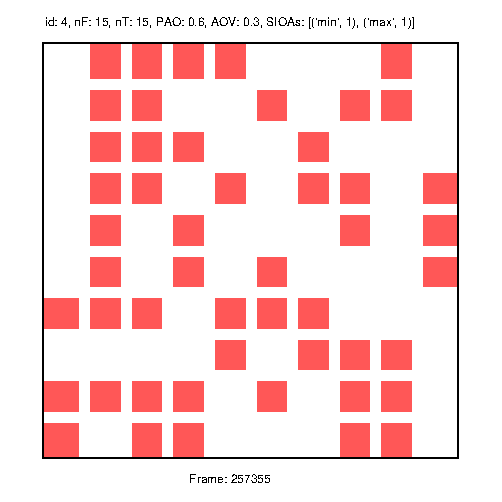 id: 4, nF: 15, nT: 15, PAO: 0.6, AOV: 0.3, SIOAs: [('min', 1), ('max', 1)]
Frame: 257355